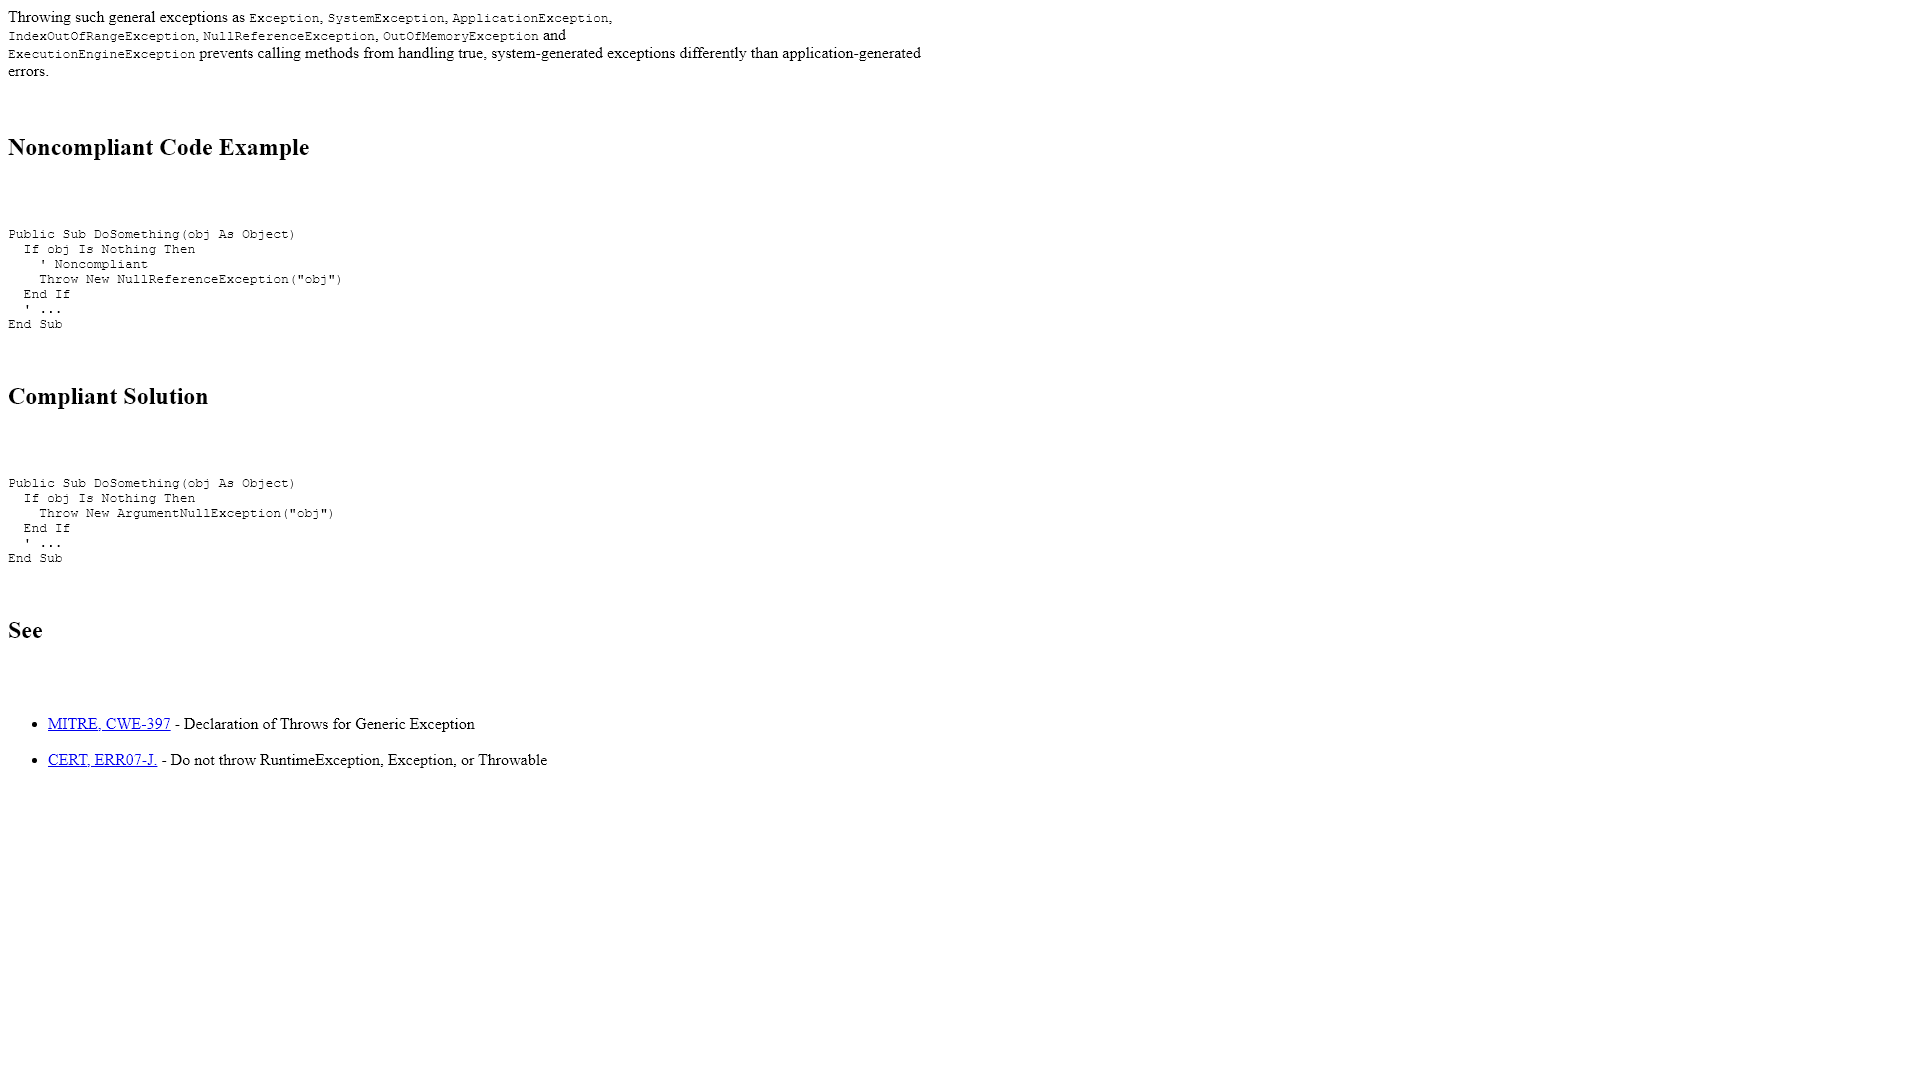 Throwing such general exceptions as Exception, SystemException, ApplicationException,
IndexOutOfRangeException, NullReferenceException, OutOfMemoryException and
ExecutionEngineException prevents calling methods from handling true, system-generated exceptions differently than application-generated
errors.
Noncompliant Code Example
Public Sub DoSomething(obj As Object)
  If obj Is Nothing Then
    ' Noncompliant
    Throw New NullReferenceException("obj")
  End If
  ' ...
End Sub
Compliant Solution
Public Sub DoSomething(obj As Object)
  If obj Is Nothing Then
    Throw New ArgumentNullException("obj")
  End If
  ' ...
End Sub
See
• MITRE, CWE-397 - Declaration of Throws for Generic Exception
• CERT, ERR07-J. - Do not throw RuntimeException, Exception, or Throwable